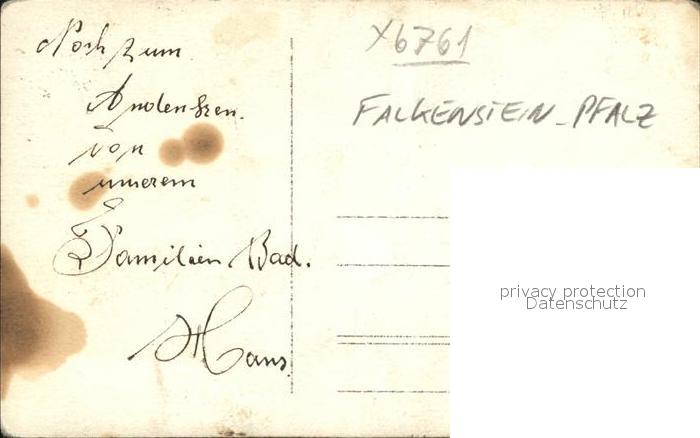 Noch zum
Andenken.
von
unserem
Familien Bad.
Hans
X6761
FALKENSTEIN-PFALZ
privacy protection
Datenschutz